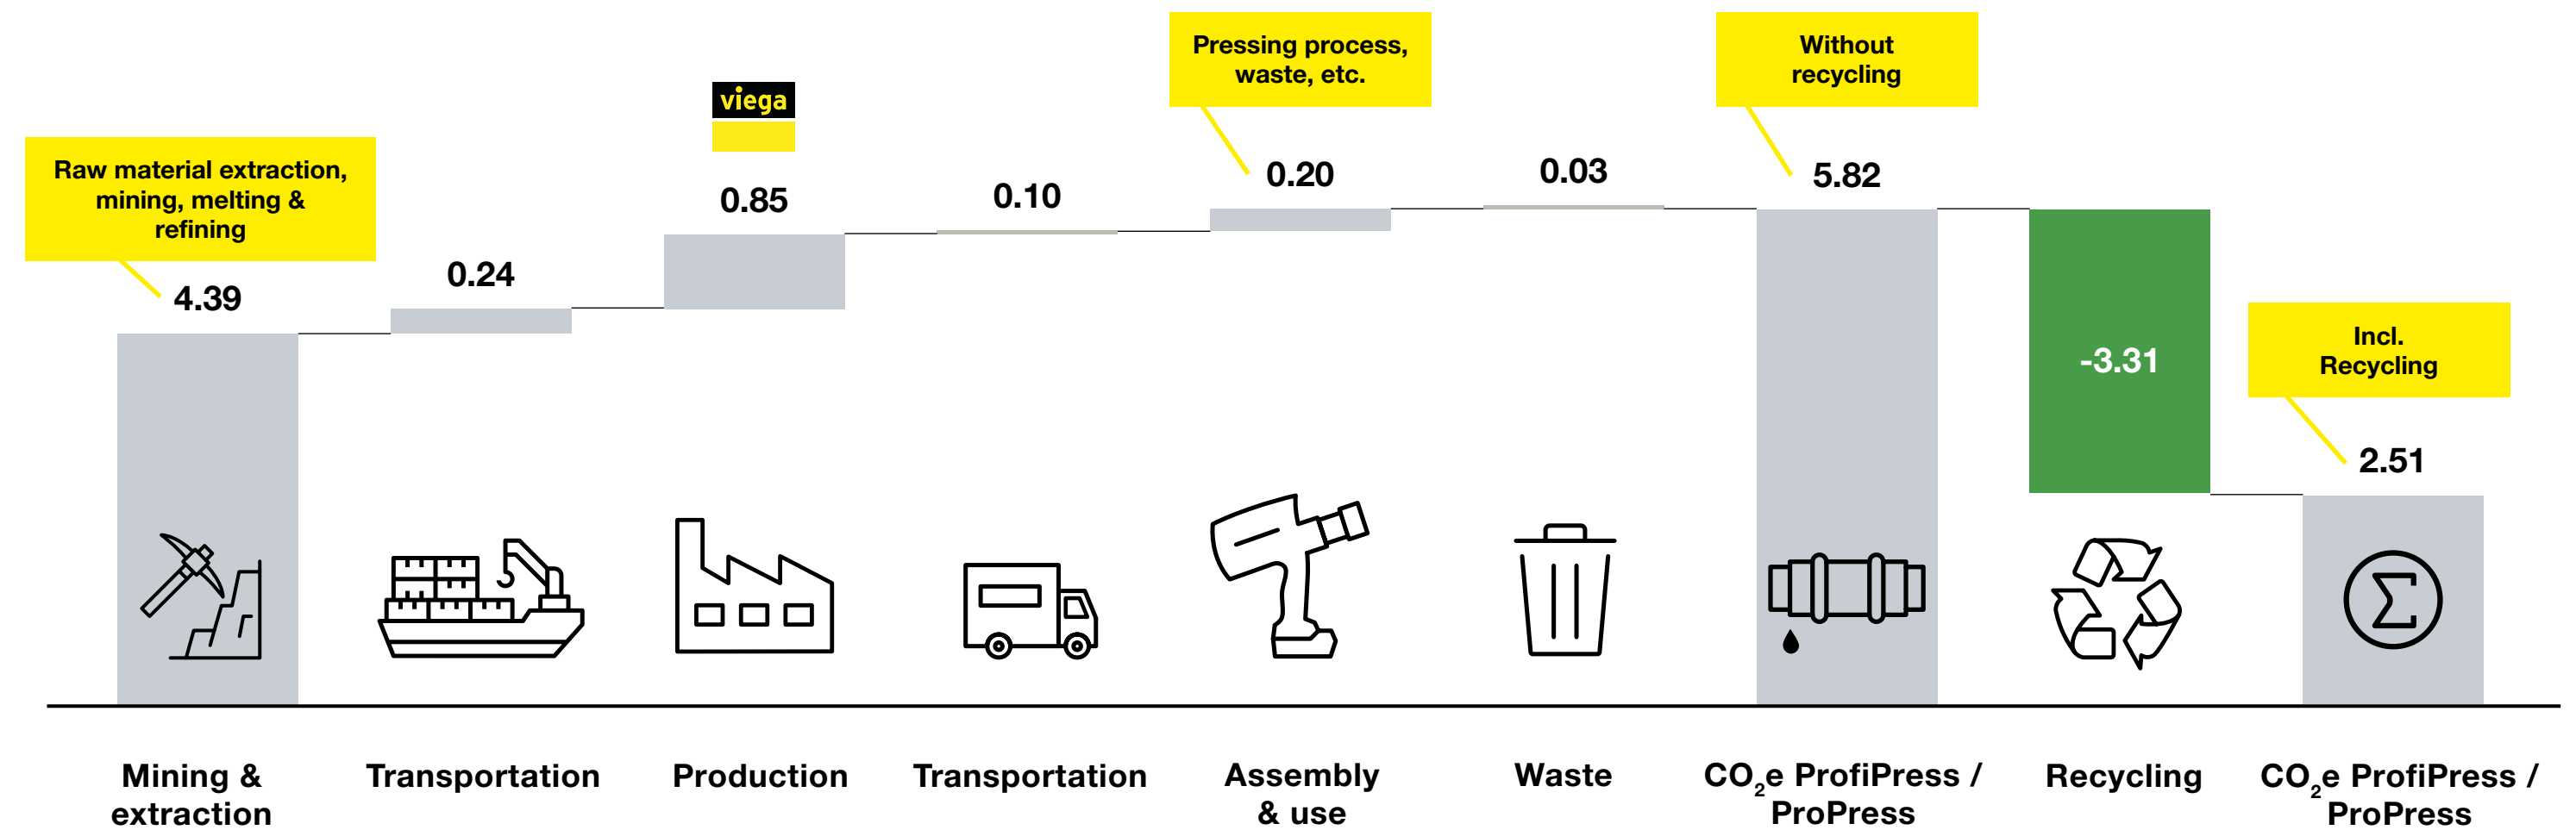 Pressing process,
waste, etc.
Without
recycling
viega
Raw material extraction,
mining, melting &
refining
4.39
0.24
0.85
0.10
0.20
0.03
5.82
-3.31
Incl.
Recycling
2.51
Σ
Mining &
extraction
Transportation
Production
Transportation
Assembly
& use
Waste
CO₂e ProfiPress /
ProPress
Recycling
CO₂e ProfiPress /
ProPress